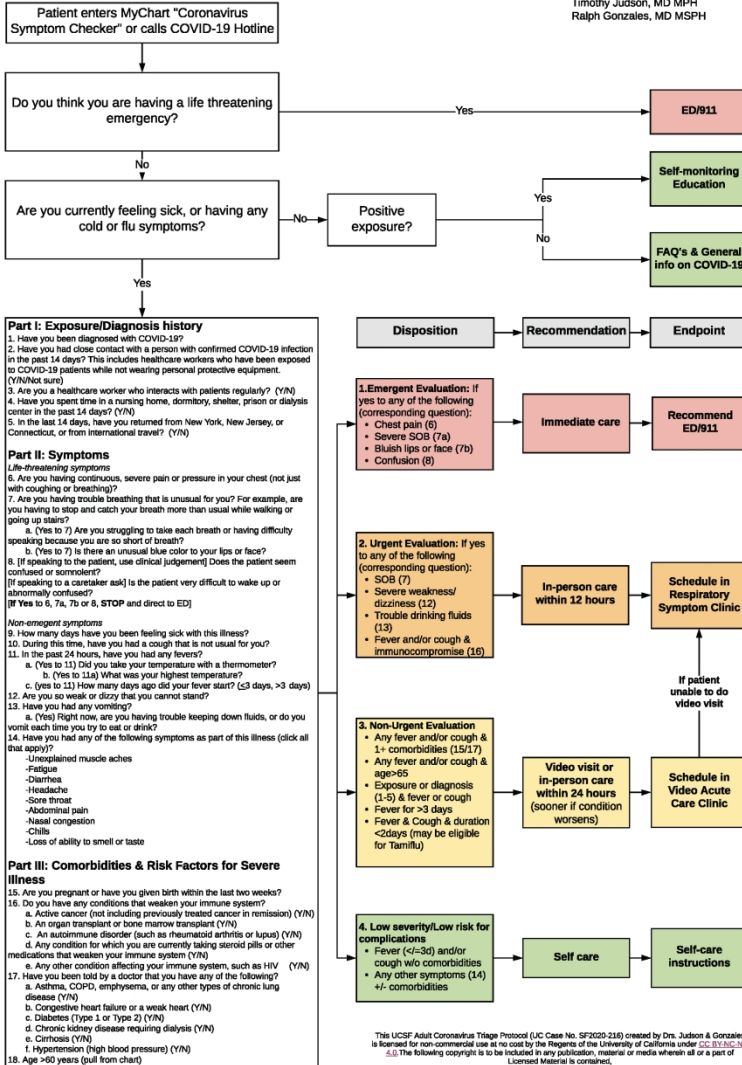 Timothy Judson, MD MPH
Ralph Gonzales, MD MSPH
Patient enters MyChart "Coronavirus
Symptom Checker" or calls COVID-19 Hotline
Do you think you are having a life threatening
emergency?
Yes
ED/911
No
Are you currently feeling sick, or having any
cold or flu symptoms?
No
Positive
exposure?
Yes
No
Self-monitoring
Education
FAQ's & General
info on COVID-19
Yes
Part I: Exposure/Diagnosis history
1. Have you been diagnosed with COVID-19?
2. Have you had close contact with a person with confirmed COVID-19 infection
in the past 14 days? This includes healthcare workers who have been exposed
to COVID-19 patients while not wearing personal protective equipment.
(Y/N/Not sure)
3. Are you a healthcare worker who interacts with patients regularly? (Y/N)
4. Have you spent time in a nursing home, dormitory, shelter, prison or dialysis
center in the past 14 days? (Y/N)
5. In the last 14 days, have you returned from New York, New Jersey, or
Connecticut, or from international travel? (Y/N)
Part II: Symptoms
Life-threatening symptoms
6. Are you having continuous, severe pain or pressure in your chest (not just
with coughing or breathing)?
7. Are you having trouble breathing that is unusual for you? For example, are
you having to stop and catch your breath more than usual while walking or
going up stairs?
a. (Yes to 7) Are you struggling to take each breath or having difficulty
speaking because you are so short of breath?
b. (Yes to 7) Is there an unusual blue color to your lips or face?
8. [If speaking to the patient, use clinical judgement] Does the patient seem
confused or somnolent?
[If speaking to a caretaker ask] Is the patient very difficult to wake up or
abnormally confused?
[If Yes to 6, 7a, 7b or 8, STOP and direct to ED]
Non-emegent symptoms
9. How many days have you been feeling sick with this illness?
10. During this time, have you had a cough that is not usual for you?
11. In the past 24 hours, have you had any fevers?
a. (Yes to 11) Did you take your temperature with a thermometer?
b. (Yes to 11a) What was your highest temperature?
c. (yes to 11) How many days ago did your fever start? (≤3 days, >3 days)
12. Are you so weak or dizzy that you cannot stand?
13. Have you had any vomiting?
a. (Yes) Right now, are you having trouble keeping down fluids, or do you
vomit each time you try to eat or drink?
14. Have you had any of the following symptoms as part of this illness (click all
that apply)?
-Unexplained muscle aches
-Fatigue
-Diarrhea
-Headache
-Sore throat
-Abdominal pain
-Nasal congestion
-Chills
-Loss of ability to smell or taste
Part III: Comorbidities & Risk Factors for Severe
Illness
15. Are you pregnant or have you given birth within the last two weeks?
16. Do you have any conditions that weaken your immune system?
a. Active cancer (not including previously treated cancer in remission) (Y/N)
b. An organ transplant or bone marrow transplant (Y/N)
c. An autoimmune disorder (such as rheumatoid arthritis or lupus) (Y/N)
d. Any condition for which you are currently taking steroid pills or other
medications that weaken your immune system (Y/N)
e. Any other condition affecting your immune system, such as HIV (Y/N)
17. Have you been told by a doctor that you have any of the following?
a. Asthma, COPD, emphysema, or any other types of chronic lung
disease (Y/N)
b. Congestive heart failure or a weak heart (Y/N)
c. Diabetes (Type 1 or Type 2) (Y/N)
d. Chronic kidney disease requiring dialysis (Y/N)
e. Cirrhosis (Y/N)
f. Hypertension (high blood pressure) (Y/N)
18. Age >60 years (pull from chart)
Disposition
Recommendation
Endpoint
1.Emergent Evaluation: If
yes to any of the following
(corresponding question):
• Chest pain (6)
• Severe SOB (7a)
• Bluish lips or face (7b)
• Confusion (8)
Immediate care
Recommend
ED/911
2. Urgent Evaluation: If yes
to any of the following
(corresponding question):
• SOB (7)
• Severe weakness/
dizziness (12)
• Trouble drinking fluids
(13)
• Fever and/or cough &
immunocompromise (16)
In-person care
within 12 hours
Schedule in
Respiratory
Symptom Clinic
If patient
unable to do
video visit
3. Non-Urgent Evaluation
• Any fever and/or cough &
1+ comorbidities (15/17)
• Any fever and/or cough &
age>65
• Exposure or diagnosis
(1-5) & fever or cough
• Fever for >3 days
• Fever & Cough & duration
<2days (may be eligible
for Tamiflu)
Video visit or
in-person care
within 24 hours
(sooner if condition
worsens)
Schedule in
Video Acute
Care Clinic
4. Low severity/Low risk for
complications
• Fever (</=3d) and/or
cough w/o comorbidities
• Any other symptoms (14)
+/- comorbidities
Self care
Self-care
instructions
This UCSF Adult Coronavirus Triage Protocol (UC Case No. SF2020-216) created by Drs. Judson & Gonzales
is licensed for non-commercial use at no cost by the Regents of the University of California under CC BY-NC-N
4.0.The following copyright is to be included in any publication, material or media wherein all or a part of
Licensed Material is contained,